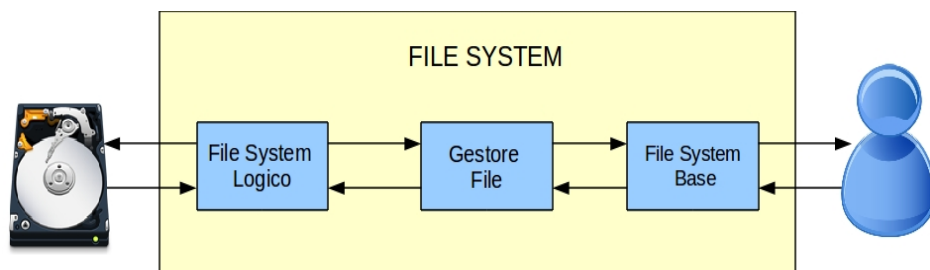 FILE SYSTEM
File System
Logico
Gestore
File
File System
Base